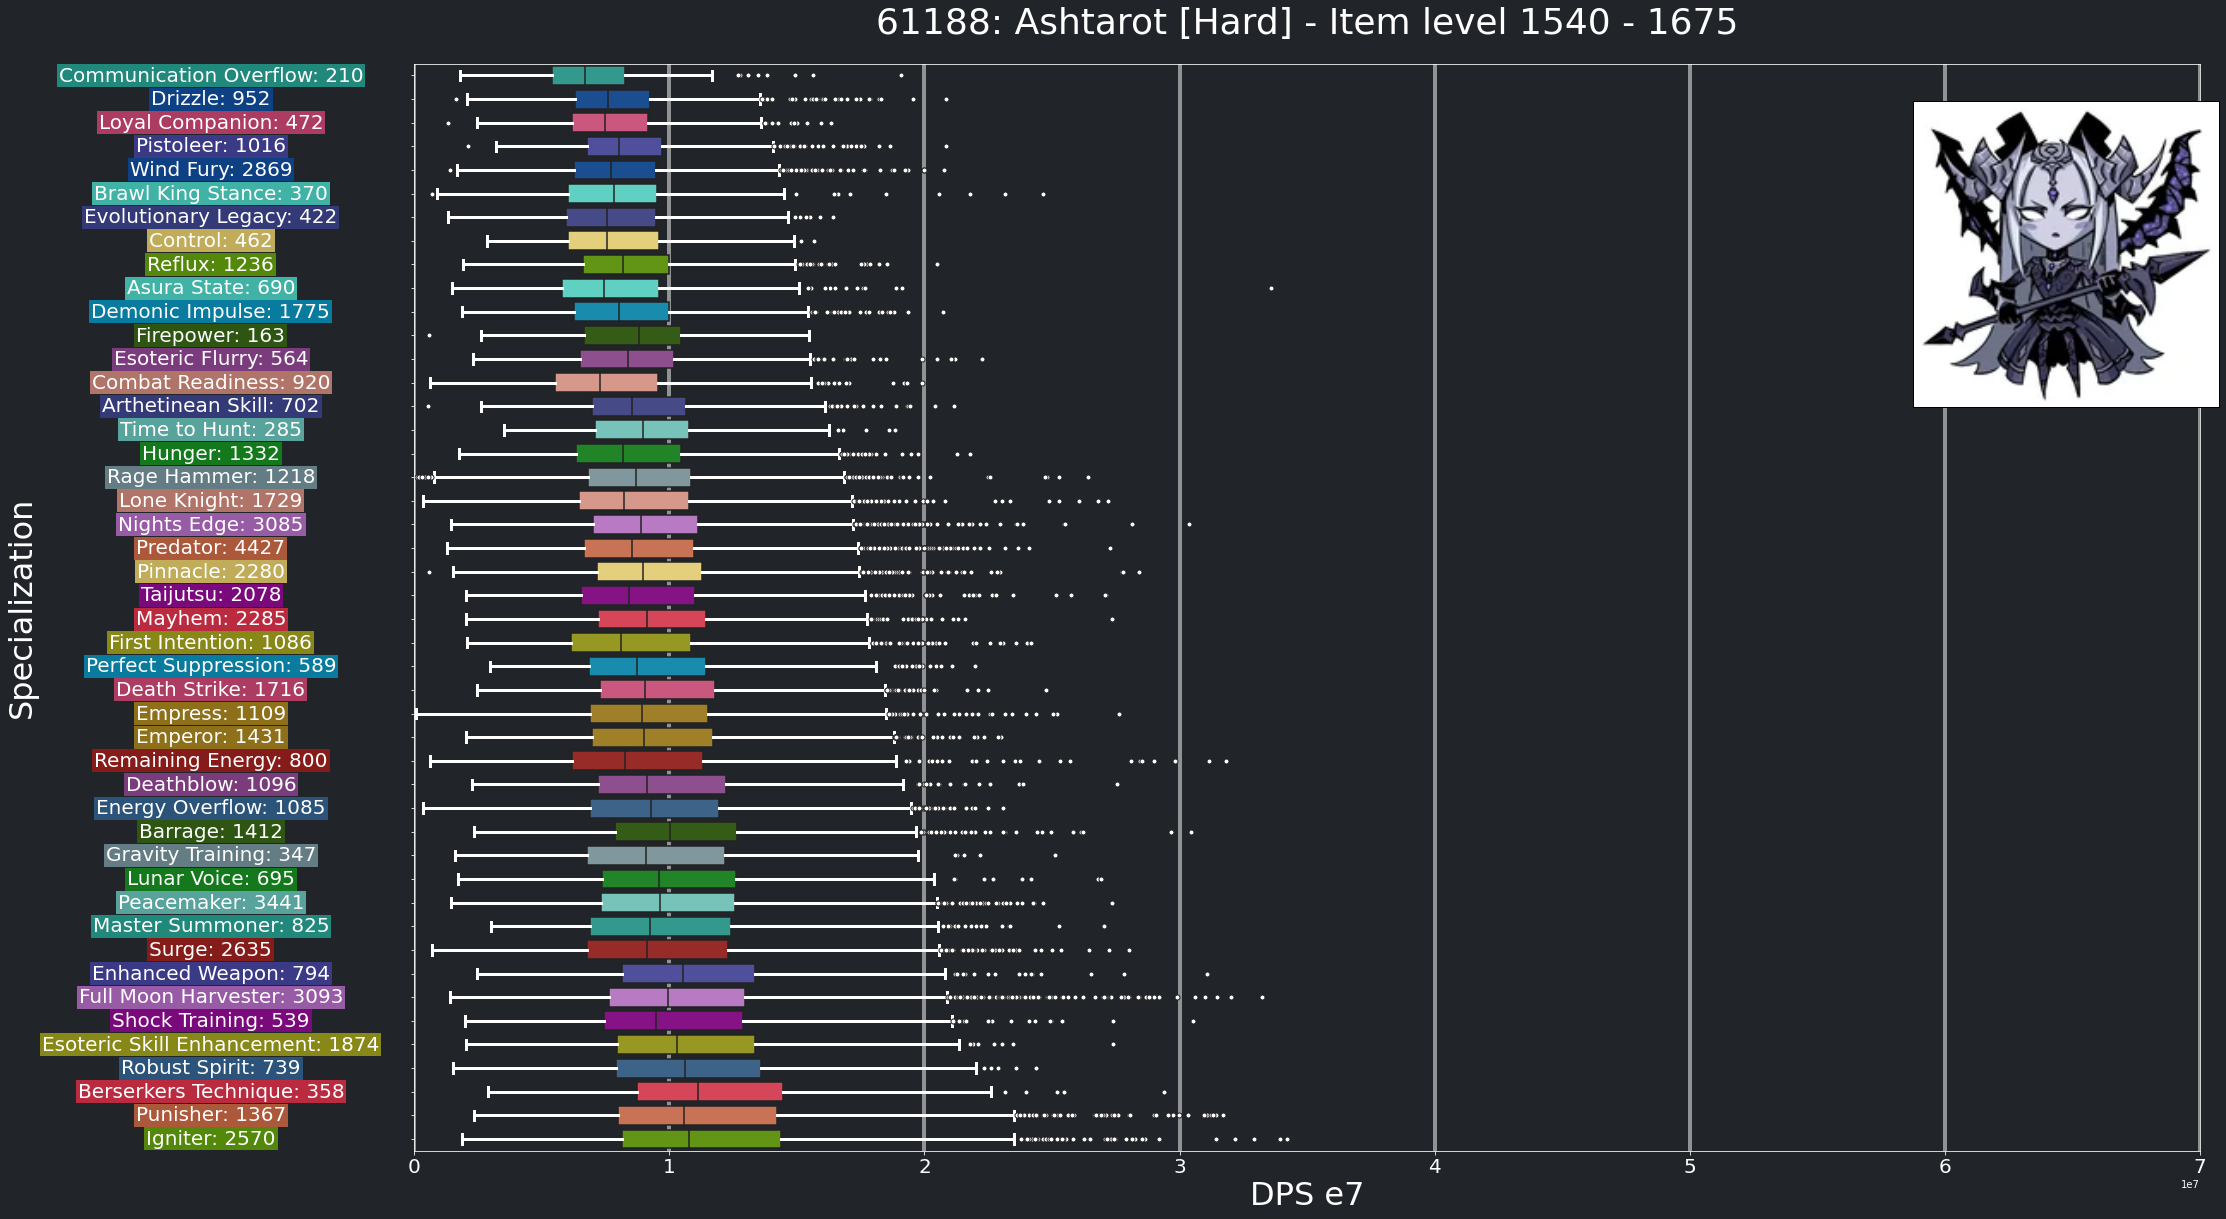 61188: Ashtarot [Hard] - Item level 1540 - 1675
Communication Overflow: 210
Drizzle: 952
Loyal Companion: 472
Pistoleer: 1016
Wind Fury: 2869
Brawl King Stance: 370
Evolutionary Legacy: 422
Control: 462
Reflux: 1236
Asura State: 690
Demonic Impulse: 1775
Firepower: 163
Esoteric Flurry: 564
Combat Readiness: 920
Arthetinean Skill: 702
Time to Hunt: 285
Hunger: 1332
Rage Hammer: 1218
Lone Knight: 1729
Nights Edge: 3085
Predator: 4427
Pinnacle: 2280
Taijutsu: 2078
Mayhem: 2285
First Intention: 1086
Perfect Suppression: 589
Death Strike: 1716
Empress: 1109
Emperor: 1431
Remaining Energy: 800
Deathblow: 1096
Energy Overflow: 1085
Barrage: 1412
Gravity Training: 347
Lunar Voice: 695
Peacemaker: 3441
Master Summoner: 825
Surge: 2635
Enhanced Weapon: 794
Full Moon Harvester: 3093
Shock Training: 539
Esoteric Skill Enhancement: 1874
Robust Spirit: 739
Berserkers Technique: 358
Punisher: 1367
Igniter: 2570
Specialization
0 1 2 3 4 5 6 7
DPS e7
1e7